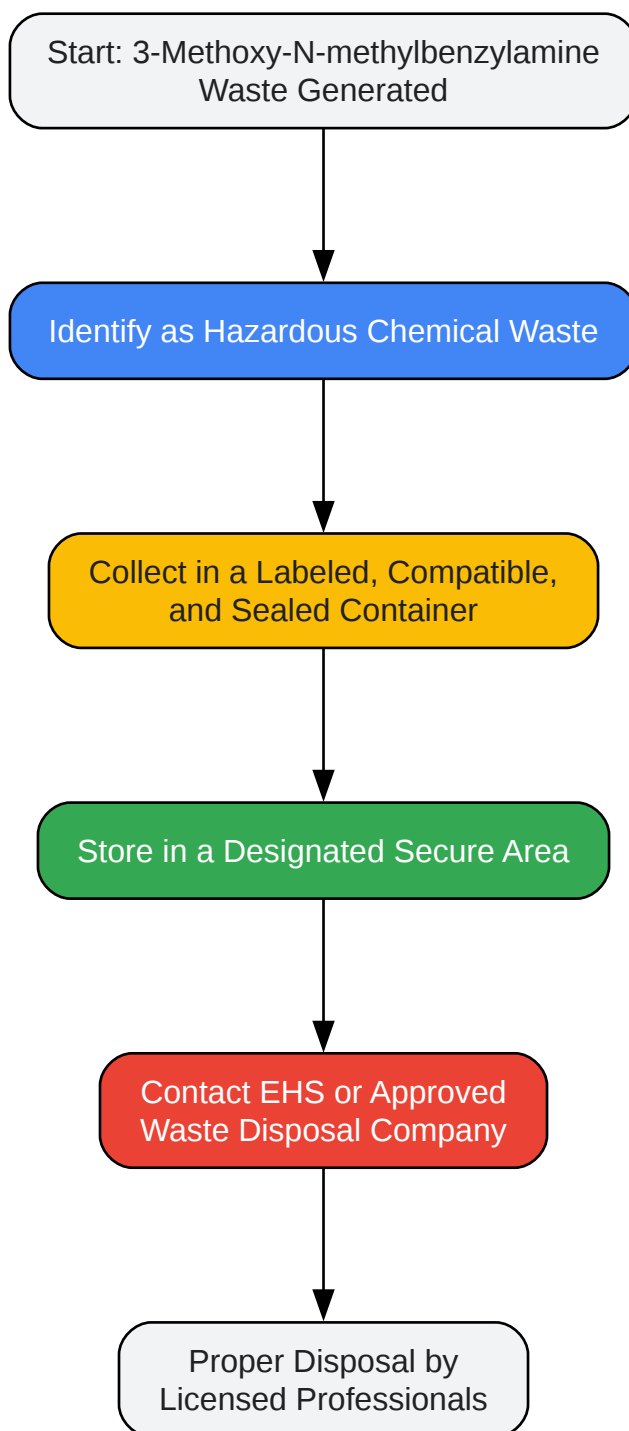 Start: 3-Methoxy-N-methylbenzylamine
Waste Generated
Identify as Hazardous Chemical Waste
Collect in a Labeled, Compatible,
and Sealed Container
Store in a Designated Secure Area
Contact EHS or Approved
Waste Disposal Company
Proper Disposal by
Licensed Professionals